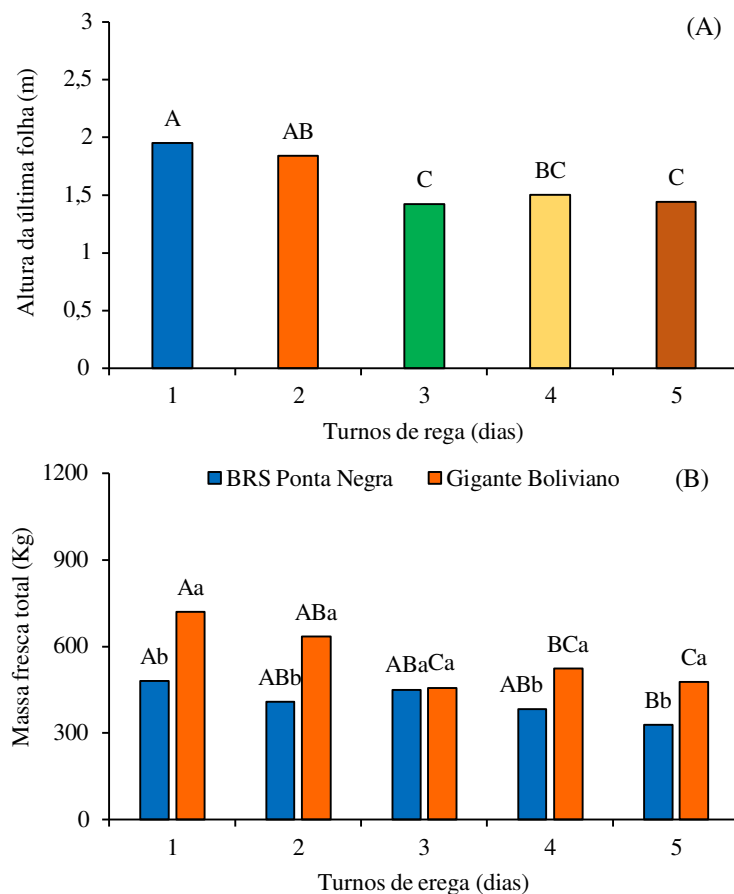 (A)
Altura da última folha (m)
3
2,5
2
1,5
1
0,5
0
A
AB
C
BC
C
1 2 3 4 5
Turnos de rega (dias)
BRS Ponta Negra Gigante Boliviano (B)
Massa fresca total (Kg)
1200
900
600
300
0
Ab Aa
ABb ABa
ABa Ca
ABb BCa
Bb Ca
1 2 3 4 5
Turnos de erega (dias)